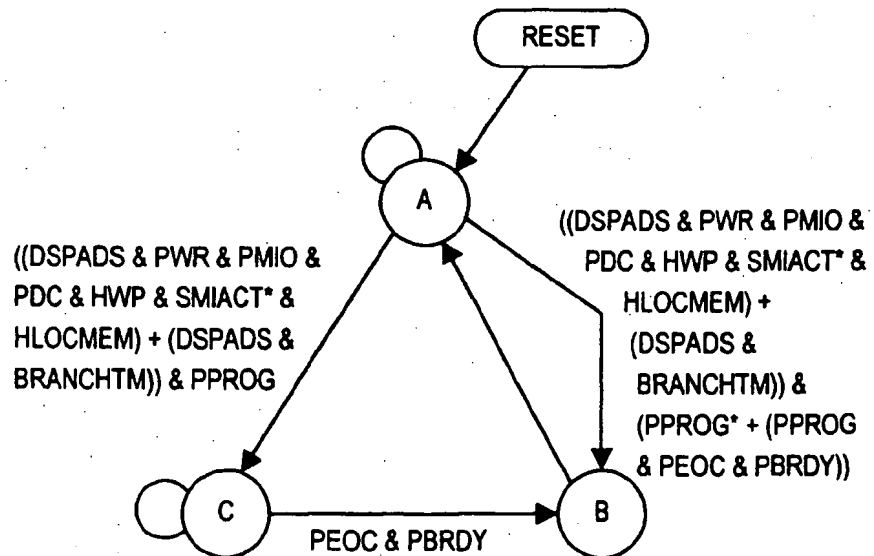 RESET
A
((DSPADS & PWR & PMIO &
PDC & HWP & SMIACT* &
HLOCMEM) + (DSPADS &
BRANCHTM)) & PPROG
((DSPADS & PWR & PMIO &
PDC & HWP & SMIACT* &
HLOCMEM) +
(DSPADS &
BRANCHTM)) &
(PPROG* + (PPROG
& PEOC & PBRDY))
C
B
PEOC & PBRDY